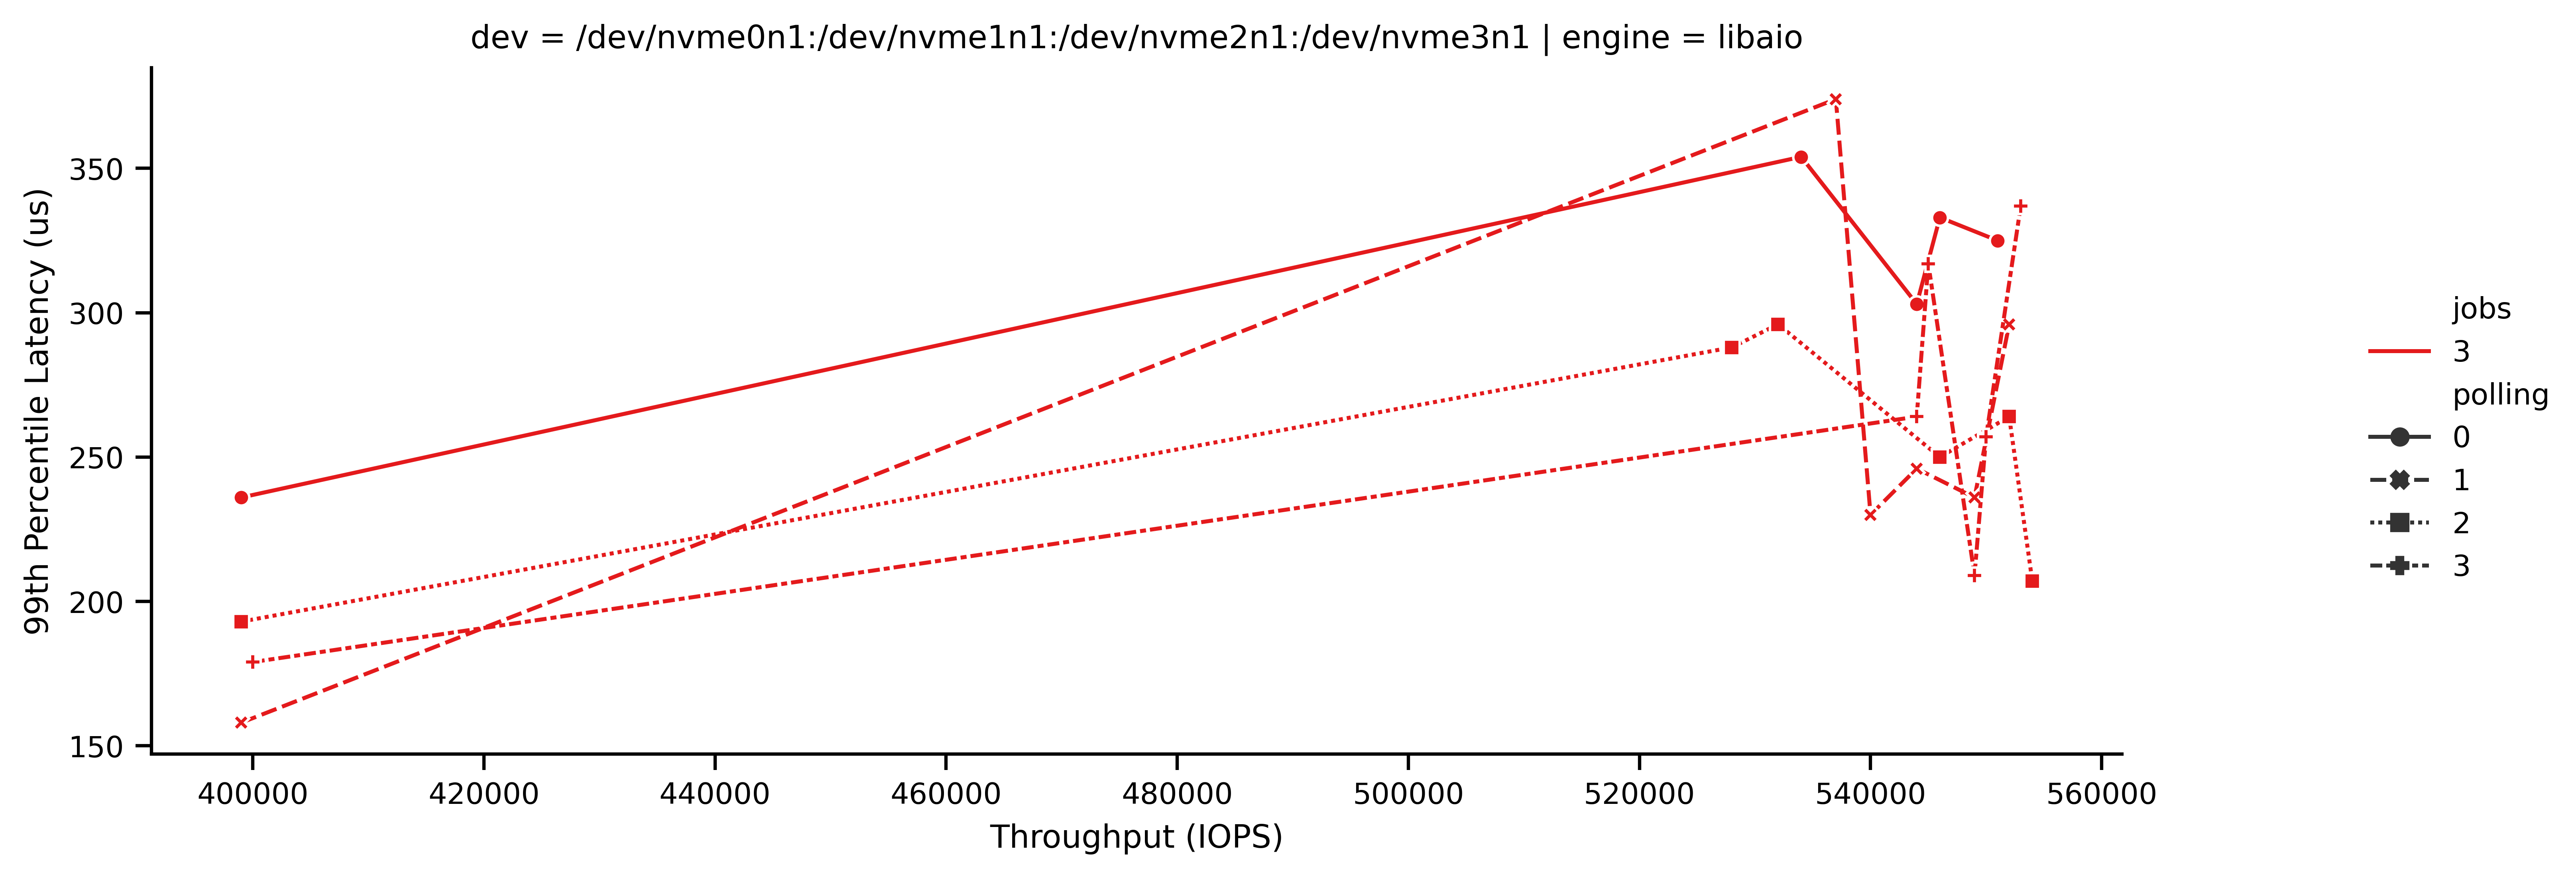 dev = /dev/nvme0n1:/dev/nvme1n1:/dev/nvme2n1:/dev/nvme3n1 | engine = libaio
99th Percentile Latency (us)
350
300
250
200
150
400000 420000 440000 460000 480000 500000 520000 540000 560000
Throughput (IOPS)
jobs
3
polling
0
1
2
3